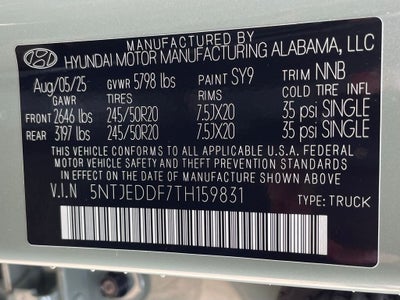 MANUFACTURED BY
HYUNDAI MOTOR MANUFACTURING ALABAMA, LLC
Aug/05/25 GVWR 5798 lbs PAINT SY9 TRIM NNB
GAWR TIRES RIMS COLD TIRE INFL
FRONT 2646 lbs 245/50R20 7.5JX20 35 psi SINGLE
REAR 3197 lbs 245/50R20 7.5JX20 35 psi SINGLE
THIS VEHICLE CONFORMS TO ALL APPLICABLE U.S.A. FEDERAL
MOTOR VEHICLE SAFETY, BUMPER, AND THEFT PREVENTION STANDARDS
IN EFFECT ON THE DATE OF MANUFACTURE SHOWN ABOVE.
V.I.N 5NTJEDDF7TH159831
TYPE: TRUCK